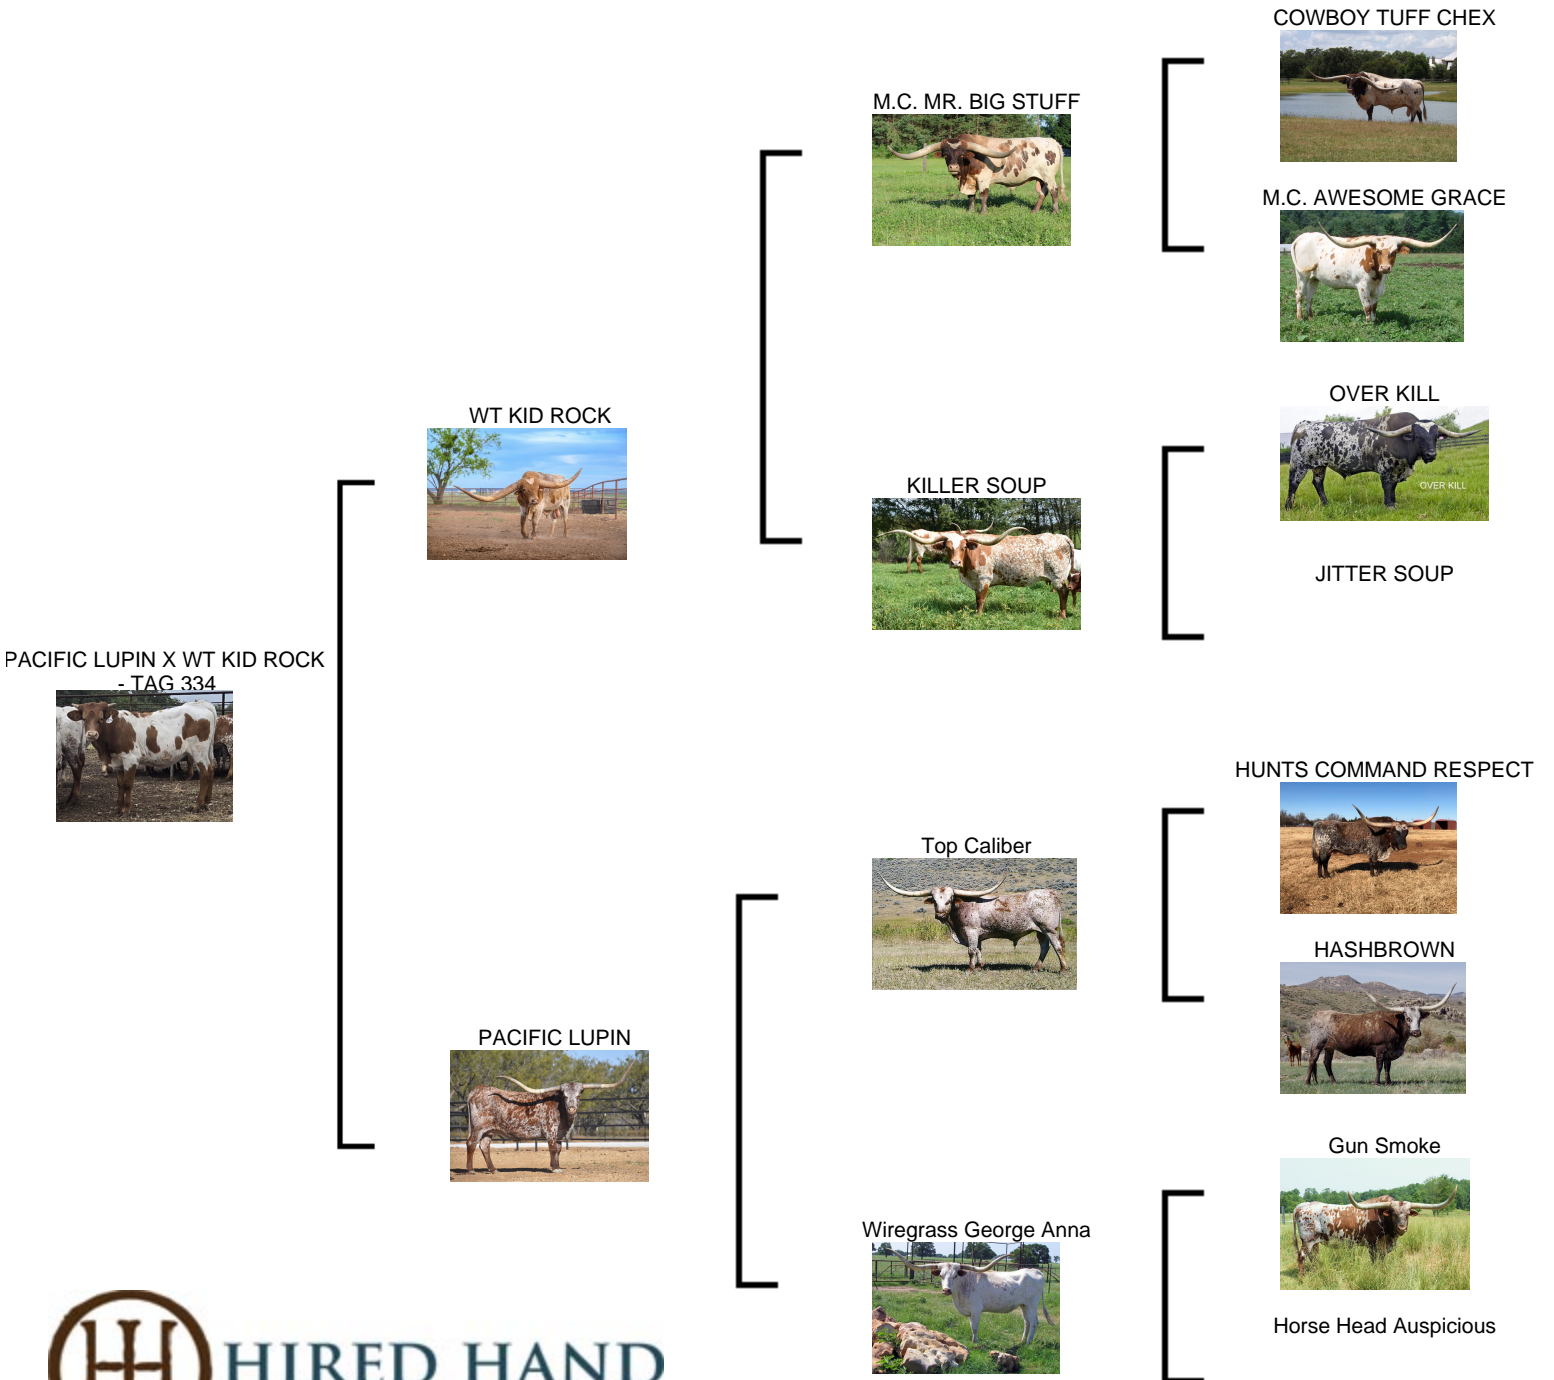 COWBOY TUFF CHEX
M.C. MR. BIG STUFF
M.C. AWESOME GRACE
OVER KILL
OVER KILL
WT KID ROCK
KILLER SOUP
JITTER SOUP
PACIFIC LUPIN X WT KID ROCK
- TAG 334
HUNTS COMMAND RESPECT
Top Caliber
HASHBROWN
PACIFIC LUPIN
Gun Smoke
Wiregrass George Anna
Horse Head Auspicious
HIRED HAND